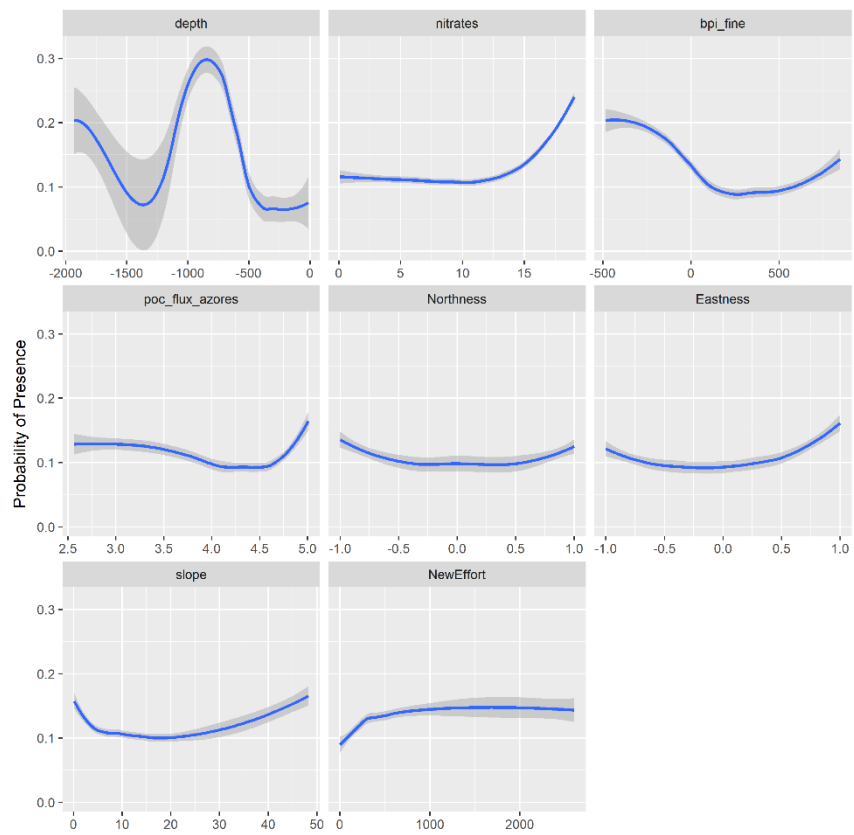 depth nitrates bpi_fine
0.3
0.2
0.1
0.0
-2000 -1500 -1000 -500 0 0 5 10 15 -500 0 500
poc_flux_azores Northness Eastness
0.3
0.2
0.1
0.0
2.5 3.0 3.5 4.0 4.5 5.0 -1.0 -0.5 0.0 0.5 1.0 -1.0 -0.5 0.0 0.5 1.0
Probability of Presence
slope NewEffort
0.3
0.2
0.1
0.0
0 10 20 30 40 50 0 1000 2000